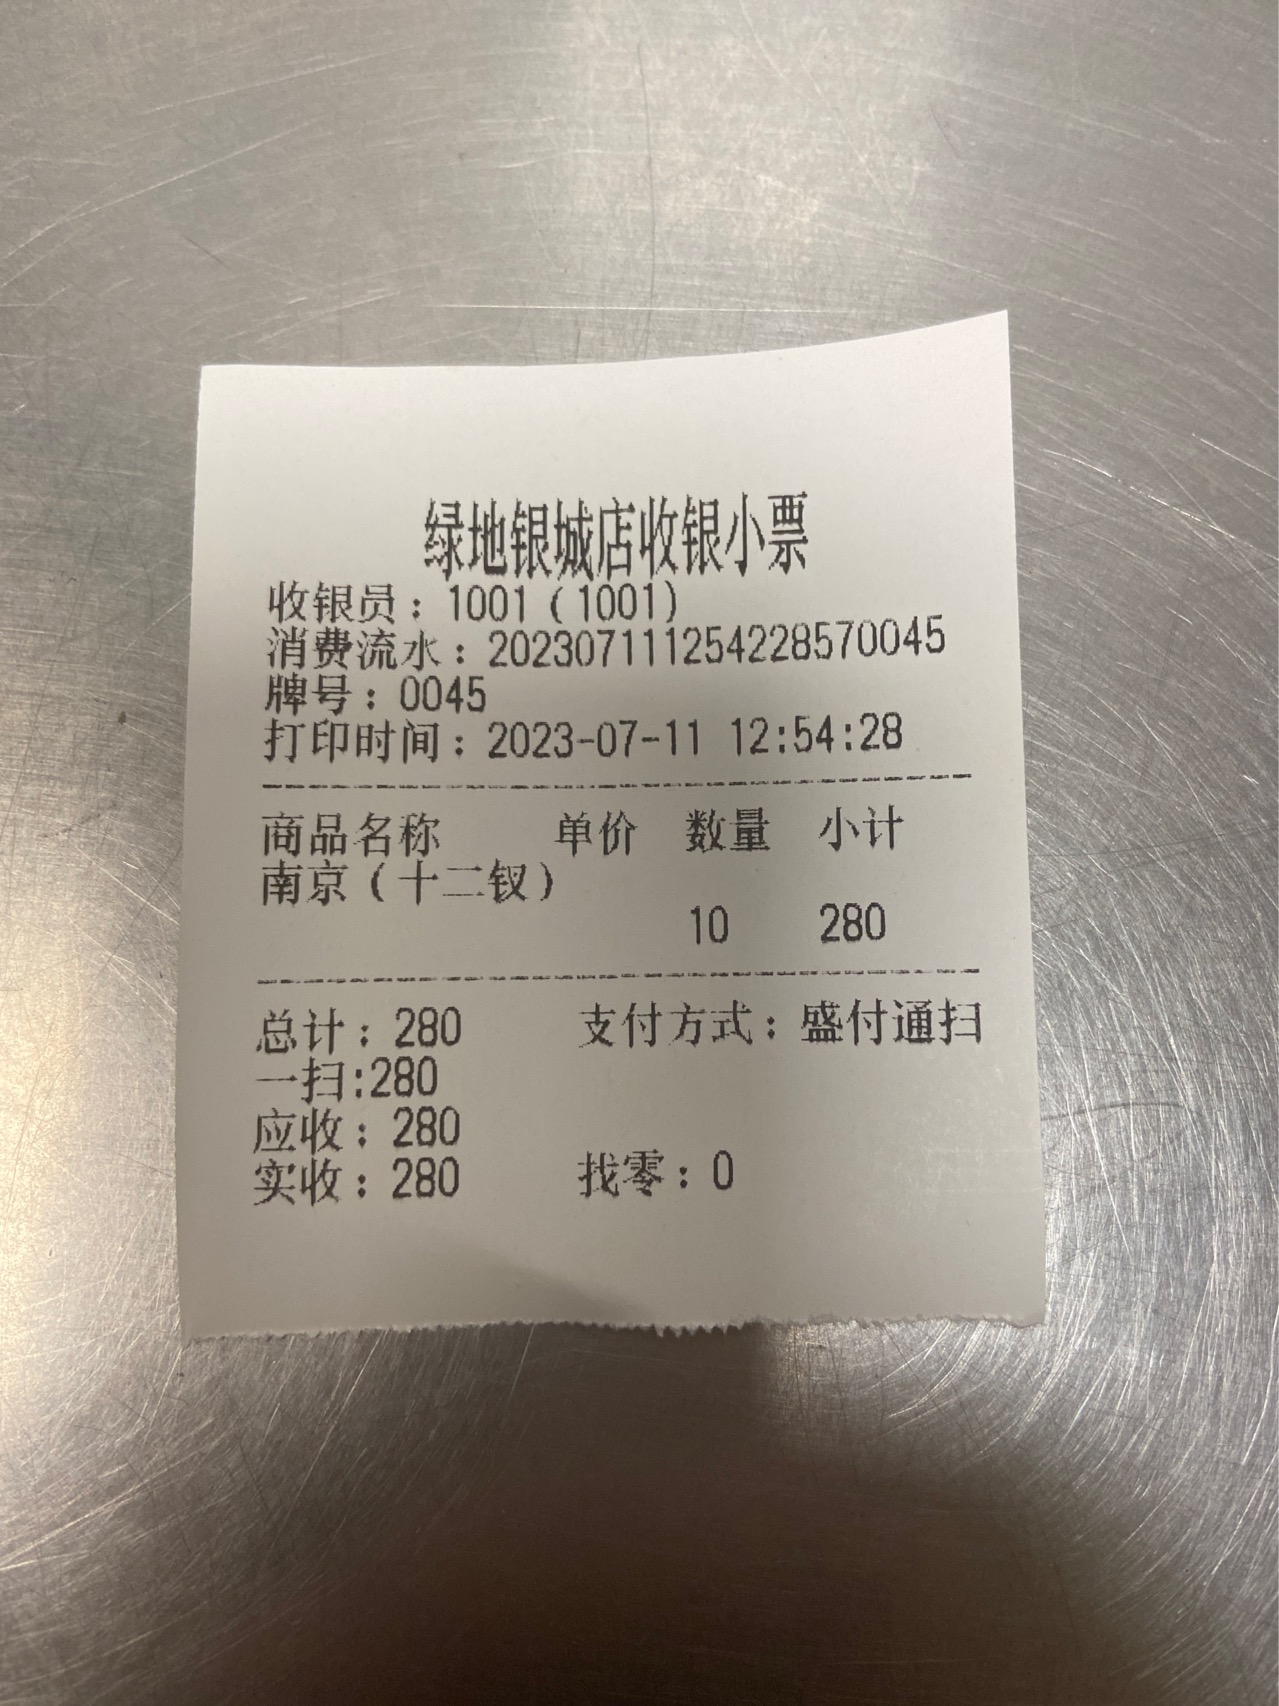 绿地银城店收银小票
收银员：1001（1001）
消费流水：2023071112542285​70045
牌号：0045
打印时间：2023-07-11 12:54:28
商品名称 单价 数量 小计
南京（十二钗）
10 280
总计：280 支付方式：盛付通扫
一扫:280
应收：280
实收：280 找零：0